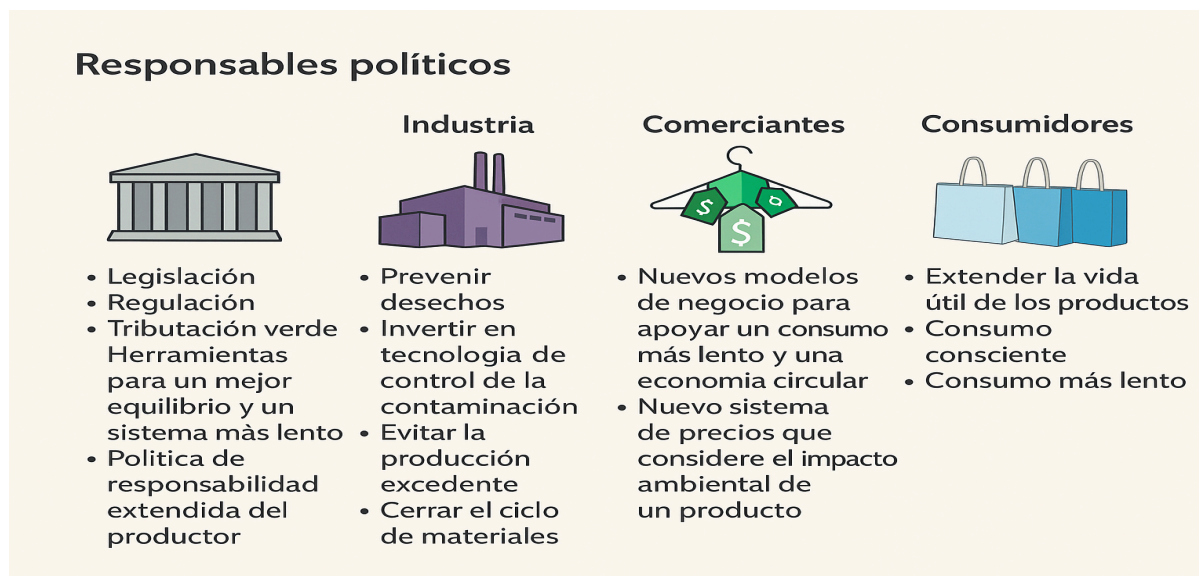 Responsables políticos
• Legislación
• Regulación
• Tributación verde
Herramientas
para un mejor
equilibrio y un
sistema màs lento
• Politica de
responsabilidad
extendida del
productor
Industria
• Prevenir
desechos
• Invertir en
tecnologia de
control de la
contaminación
• Evitar la
producción
excedente
• Cerrar el ciclo
de materiales
Comerciantes
$
$
• Nuevos modelos
de negocio para
apoyar un consumo
más lento y una
economia circular
• Nuevo sistema
de precios que
considere el impacto
ambiental de
un producto
Consumidores
• Extender la vida
útil de los productos
• Consumo
consciente
• Consumo más lento